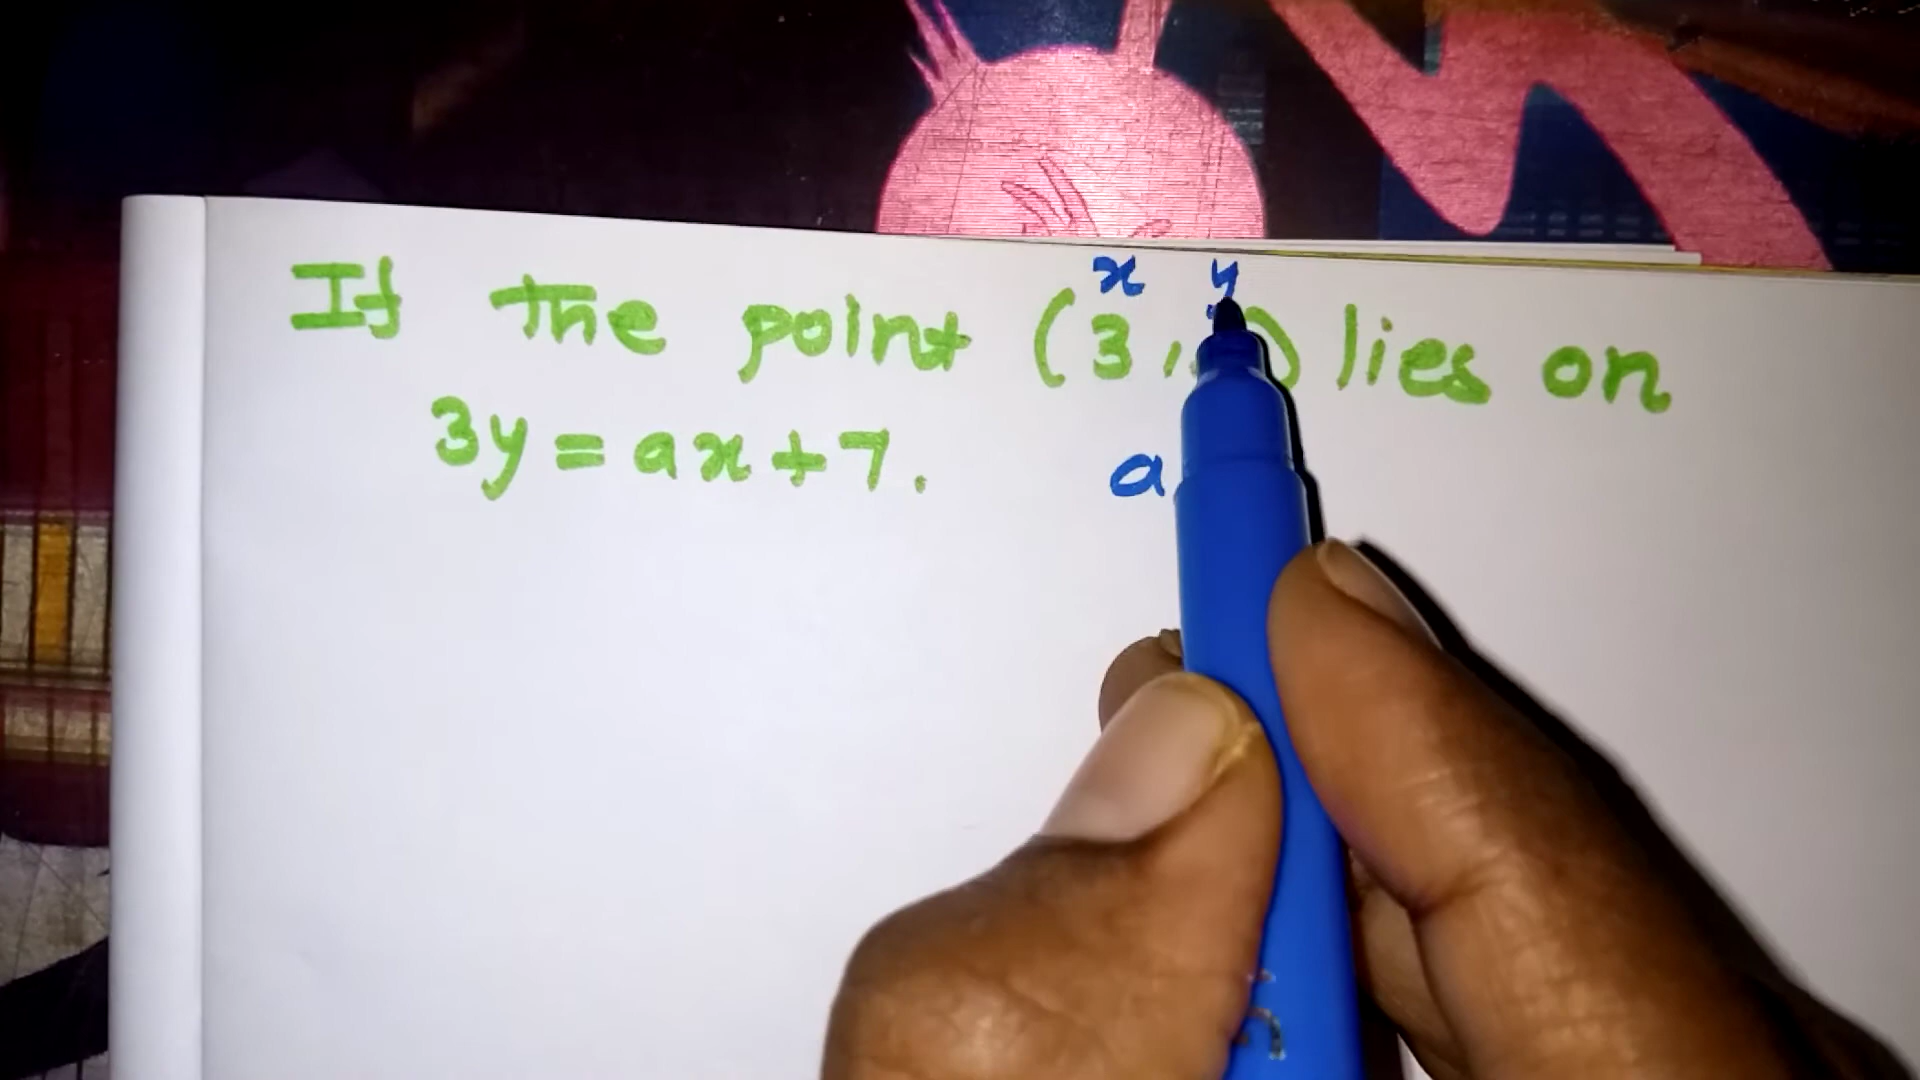 x y
If the point (3, ) lies on
3y = ax + 7. a